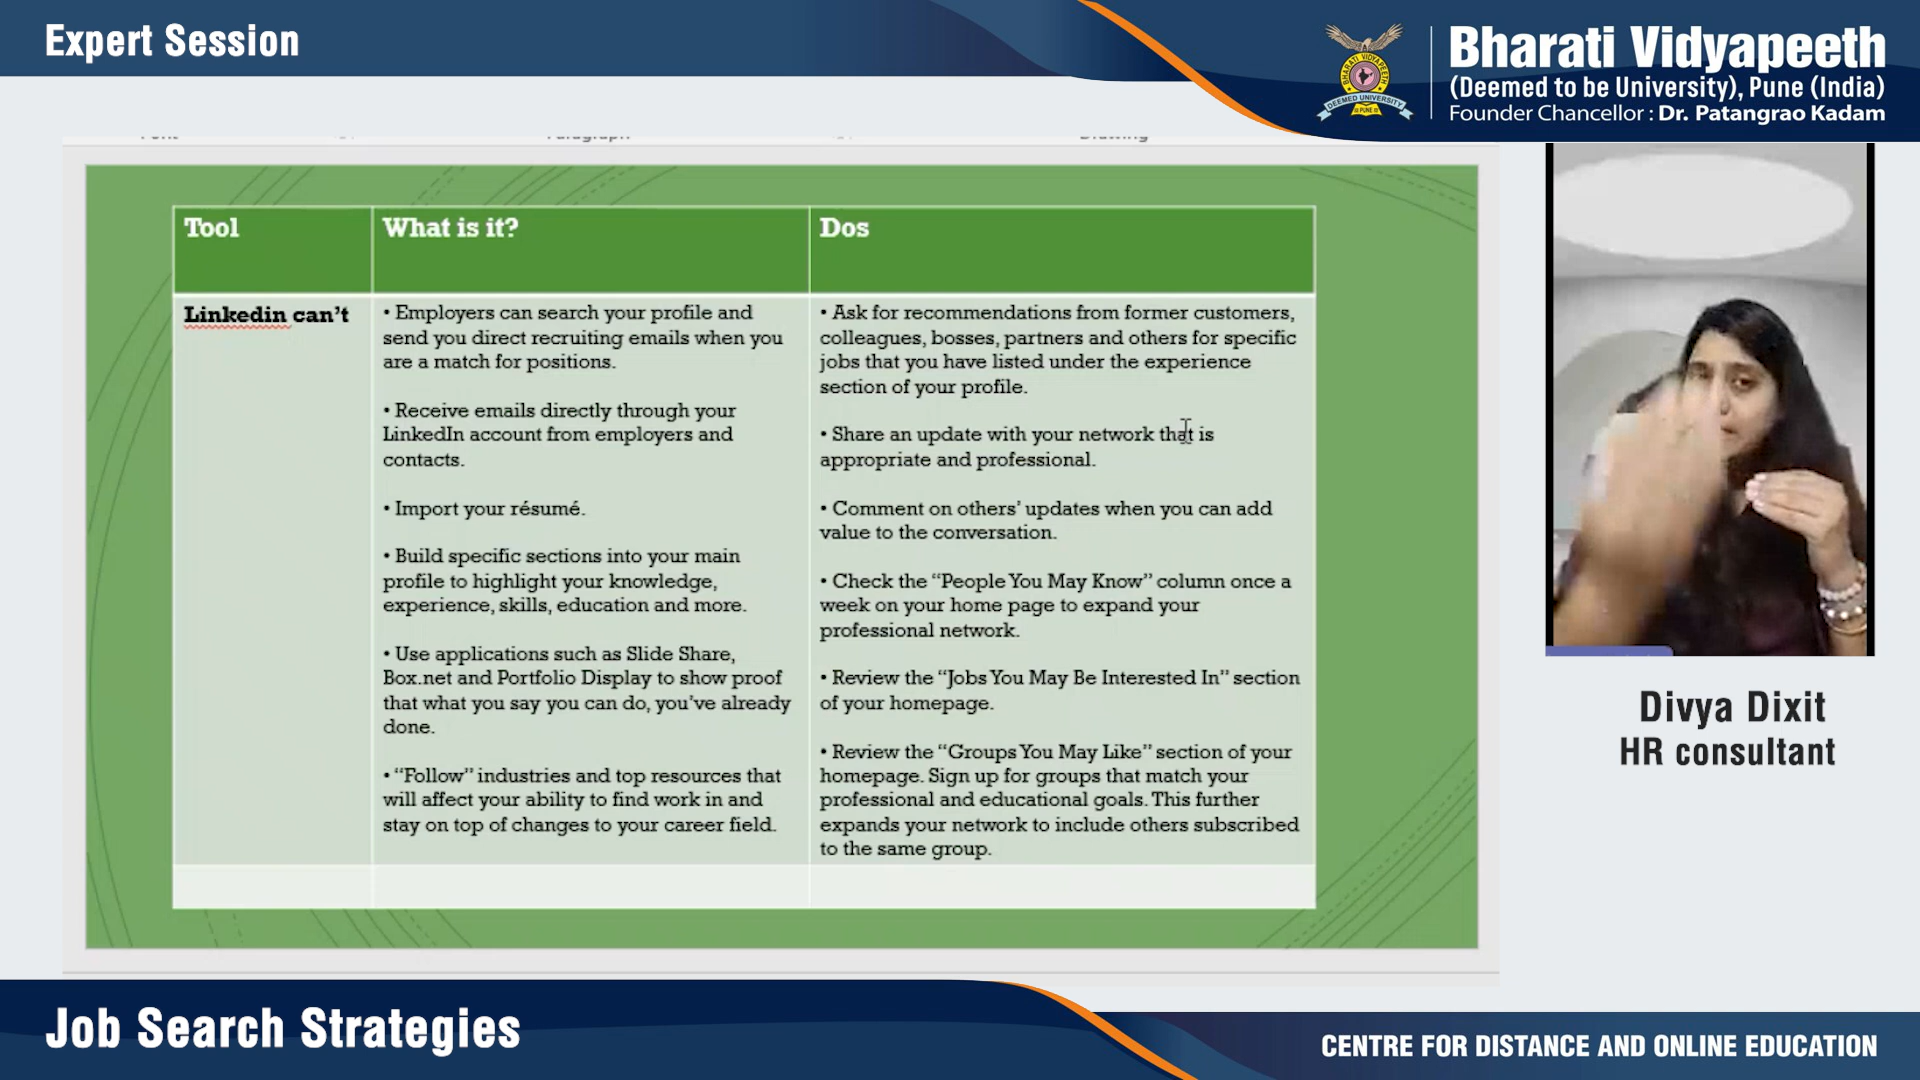 Expert Session
Bharati Vidyapeeth
(Deemed to be University), Pune (India)
Founder Chancellor : Dr. Patangrao Kadam
BHARATI VIDYAPEETH
DEEMED UNIVERSITY
PUNE
Paragraph
Drawing
Tool
What is it?
Dos
Linkedin can't
• Employers can search your profile and
send you direct recruiting emails when you
are a match for positions.
• Receive emails directly through your
LinkedIn account from employers and
contacts.
• Import your résumé.
• Build specific sections into your main
profile to highlight your knowledge,
experience, skills, education and more.
• Use applications such as Slide Share,
Box.net and Portfolio Display to show proof
that what you say you can do, you've already
done.
• “Follow” industries and top resources that
will affect your ability to find work in and
stay on top of changes to your career field.
• Ask for recommendations from former customers,
colleagues, bosses, partners and others for specific
jobs that you have listed under the experience
section of your profile.
• Share an update with your network that is
appropriate and professional.
• Comment on others’ updates when you can add
value to the conversation.
• Check the “People You May Know” column once a
week on your home page to expand your
professional network.
• Review the “Jobs You May Be Interested In” section
of your homepage.
• Review the “Groups You May Like” section of your
homepage. Sign up for groups that match your
professional and educational goals. This further
expands your network to include others subscribed
to the same group.
Divya Dixit
HR consultant
Job Search Strategies
CENTRE FOR DISTANCE AND ONLINE EDUCATION